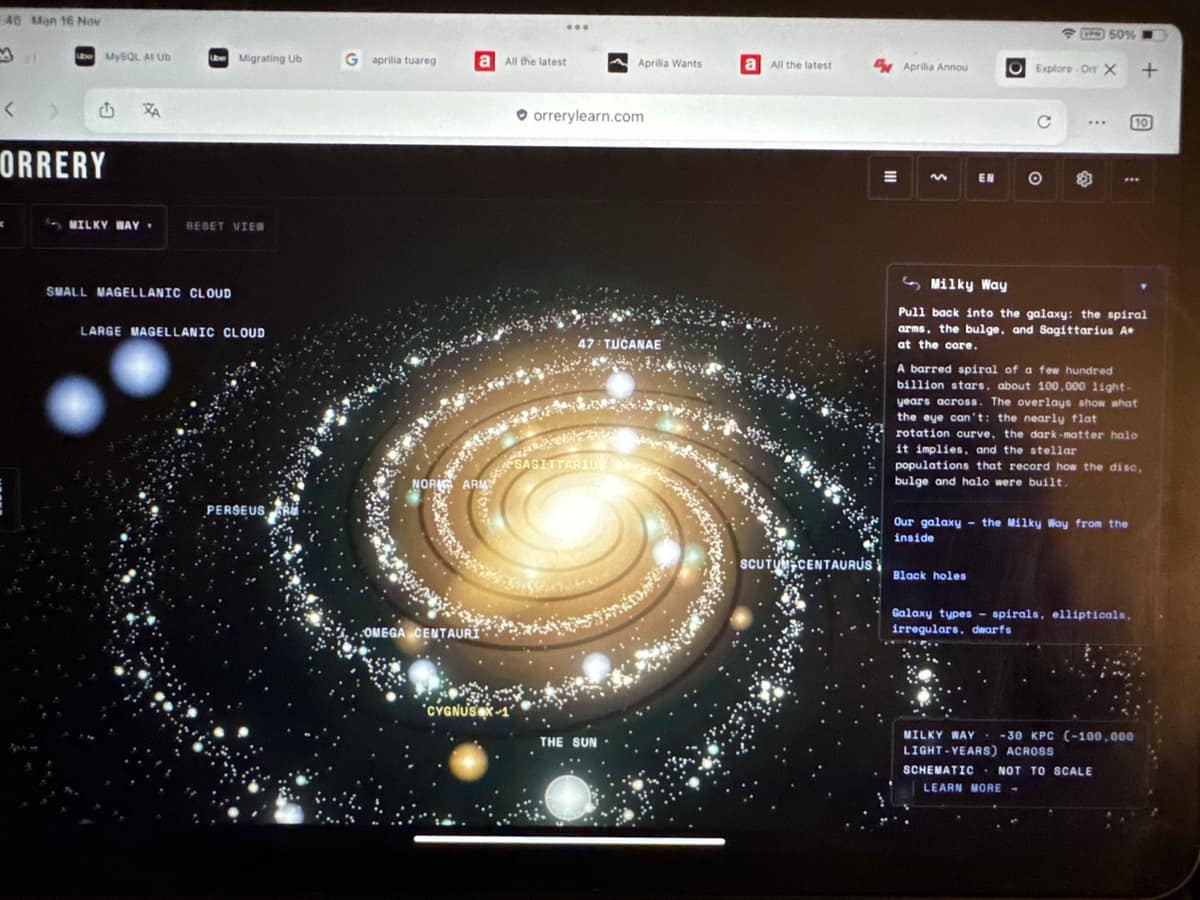 :40 Mon 16 Nov
VPN 50%
Uber MySQL At Ub
Uber Migrating Ub
G aprilia tuareg
a All the latest
Aprilia Wants
a All the latest
Aprilia Annou
Explore · Orr
orrerylearn.com
10
ORRERY
EN
MILKY WAY
RESET VIEW
SMALL MAGELLANIC CLOUD
LARGE MAGELLANIC CLOUD
47 TUCANAE
SAGITTARIUS
NORMA ARM
PERSEUS ARM
SCUTUM-CENTAURUS
OMEGA CENTAURI
CYGNUS X-1
THE SUN
Milky Way
Pull back into the galaxy: the spiral
arms, the bulge, and Sagittarius A*
at the core.
A barred spiral of a few hundred
billion stars, about 100,000 light-
years across. The overlays show what
the eye can't: the nearly flat
rotation curve, the dark-matter halo
it implies, and the stellar
populations that record how the disc,
bulge and halo were built.
Our galaxy — the Milky Way from the
inside
Black holes
Galaxy types — spirals, ellipticals,
irregulars, dwarfs
MILKY WAY · ~30 KPC (~100,000
LIGHT-YEARS) ACROSS
SCHEMATIC · NOT TO SCALE
LEARN MORE →